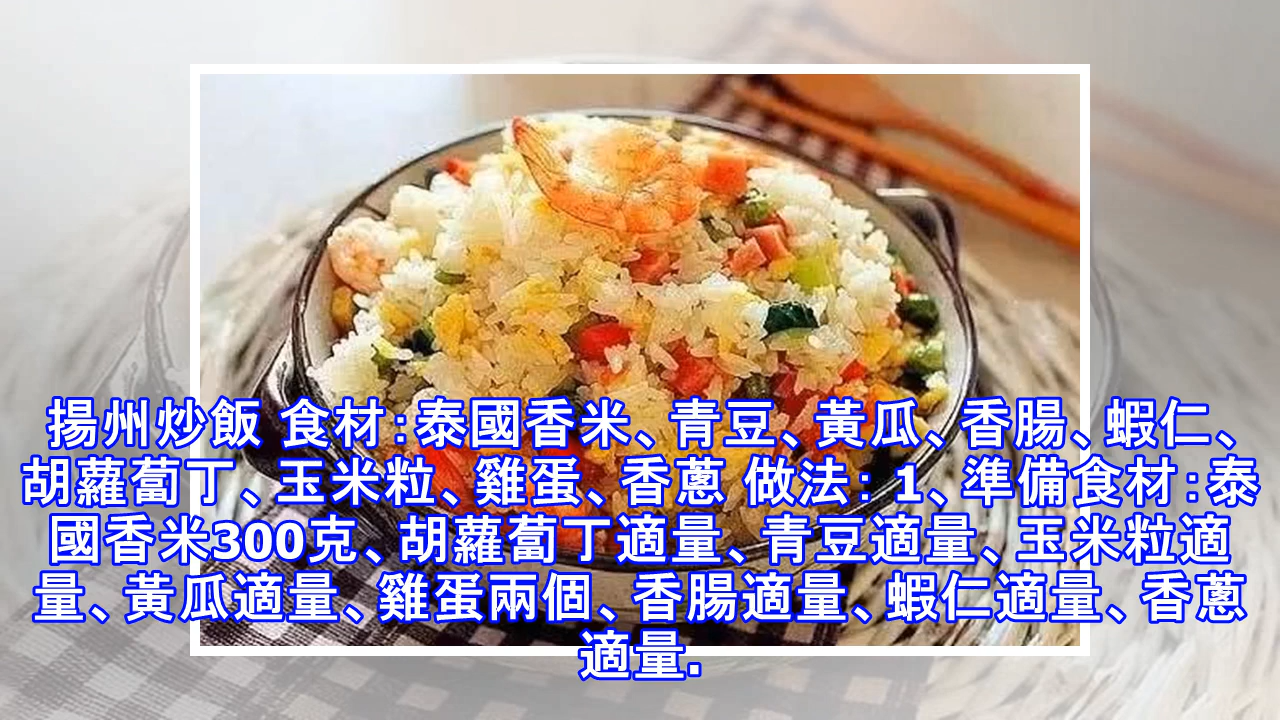 揚州炒飯 食材：泰國香米、青豆、黃瓜、香腸、蝦仁、
胡蘿蔔丁、玉米粒、雞蛋、香蔥 做法： 1、準備食材：泰
國香米300克、胡蘿蔔丁適量、青豆適量、玉米粒適
量、黃瓜適量、雞蛋兩個、香腸適量、蝦仁適量、香蔥
適量.